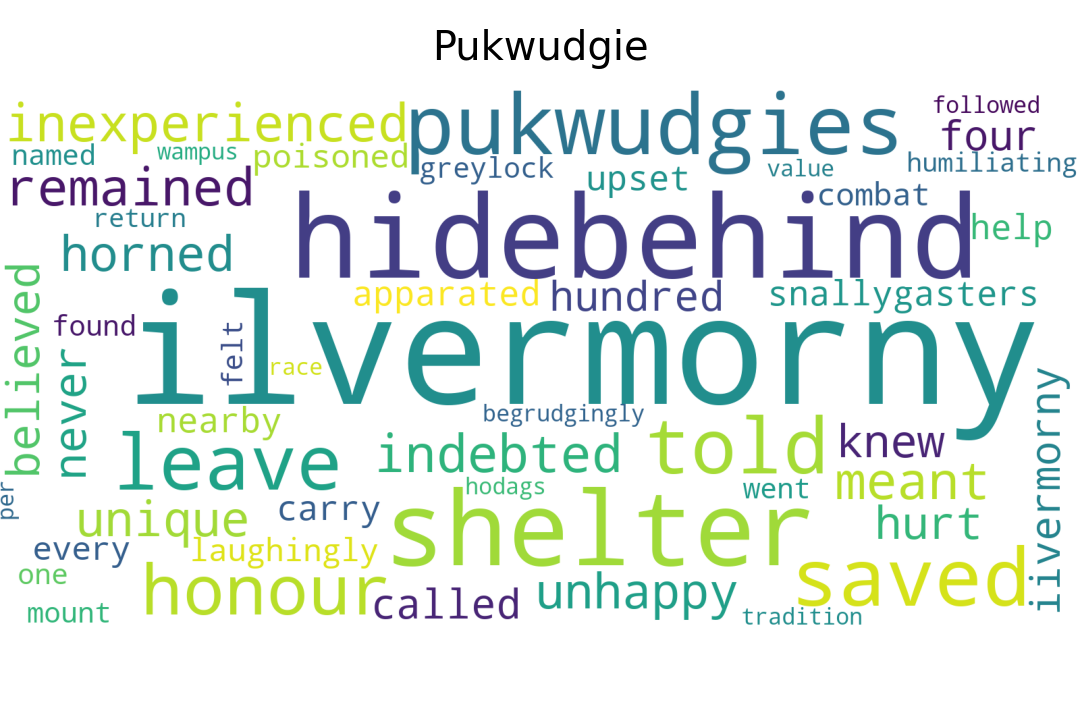 Pukwudgie
inexperienced
pukwudgies
followed
four
named
wampus
poisoned
greylock
upset
value
humiliating
remained
combat
return
hidebehind
help
horned
apparated
hundred
snallygasters
believed
found
felt
ilvermorny
race
never
nearby
begrudgingly
iivermorny
leave
indebted
told
knew
hodags
went
meant
per
unique
carry
shelter
hurt
every
laughingly
one
honour
called
unhappy
saved
mount
tradition